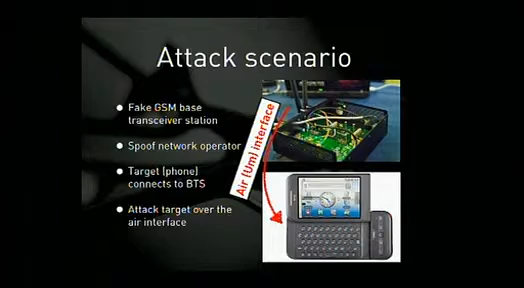 Attack scenario
Fake GSM base
transceiver station
Spoof network operator
Target (phone)
connects to BTS
Attack target over the
air interface
Air (Um) interface